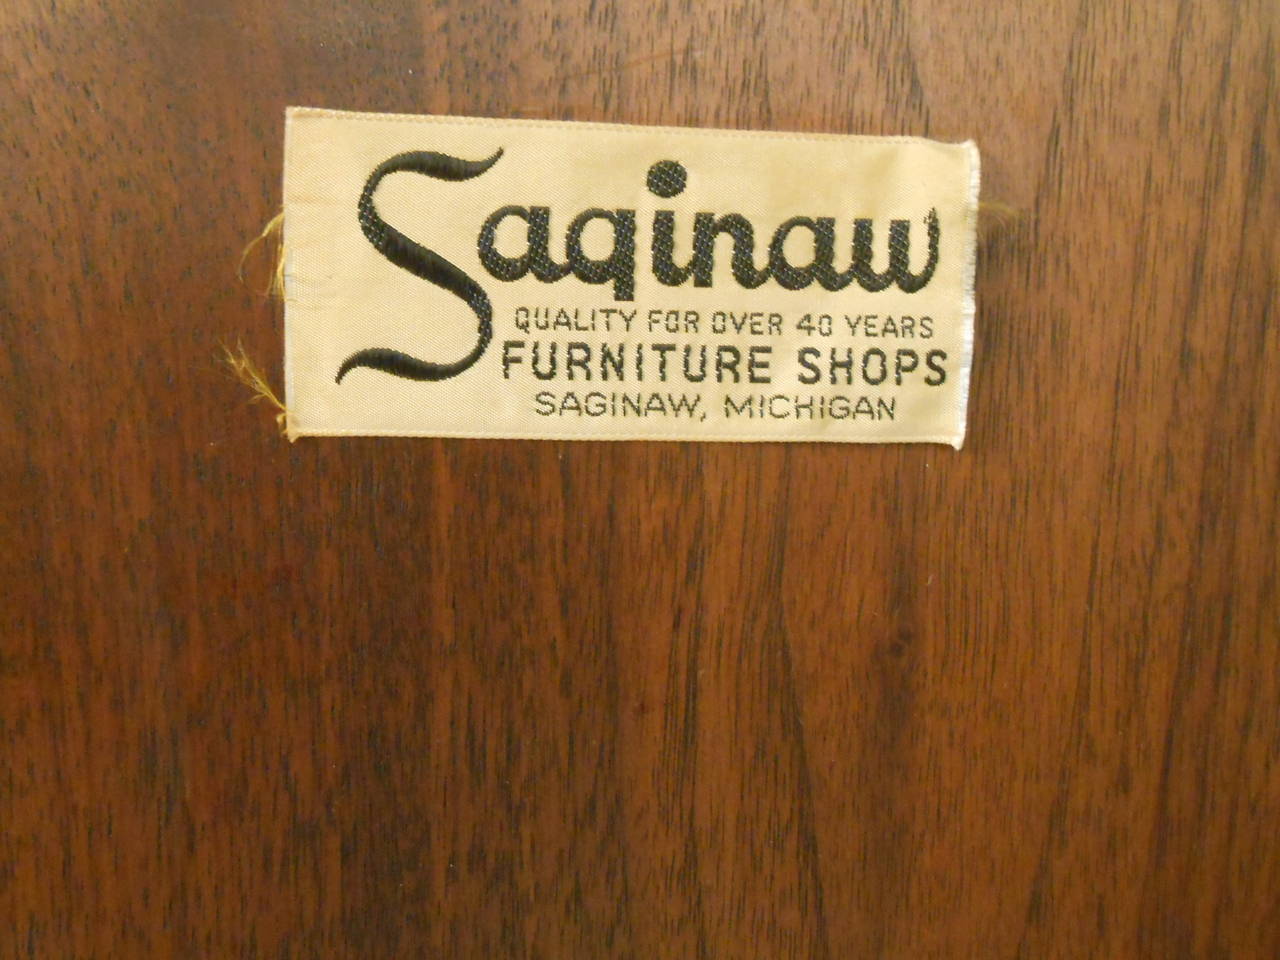 Saginaw
QUALITY FOR OVER 40 YEARS
FURNITURE SHOPS
SAGINAW, MICHIGAN